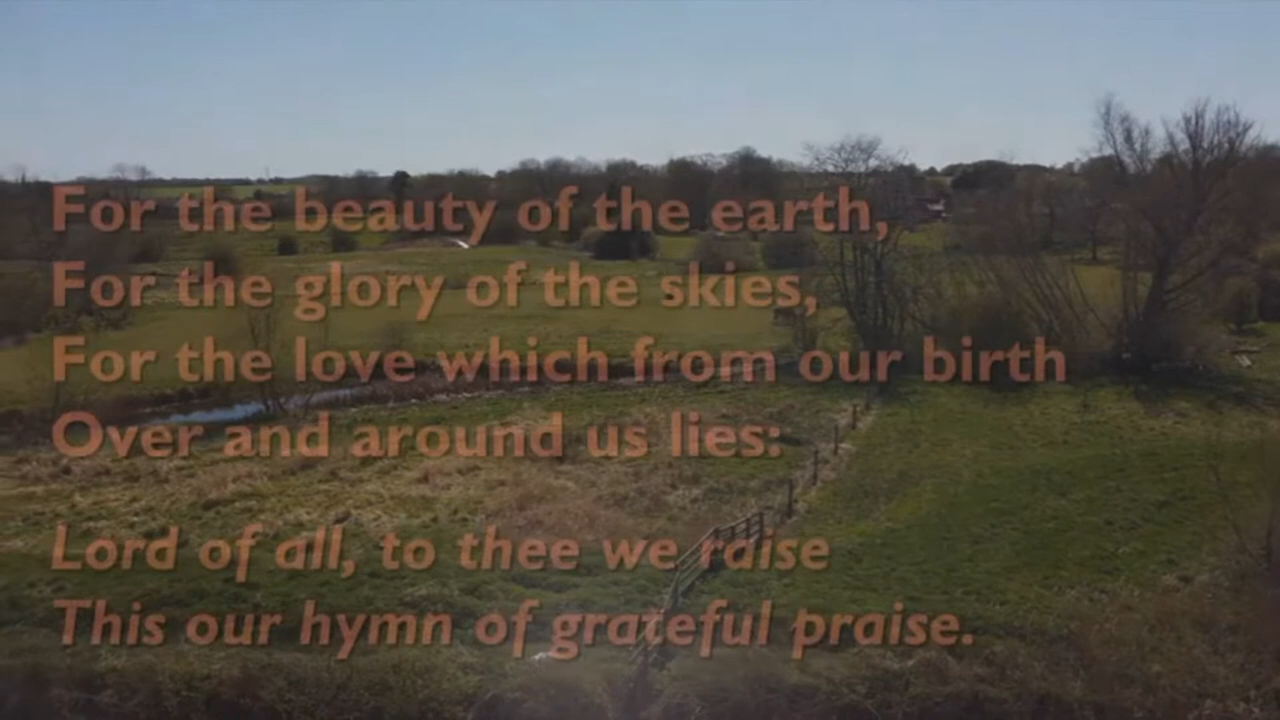 For the beauty of the earth,
For the glory of the skies,
For the love which from our birth
Over and around us lies:
Lord of all, to thee we raise
This our hymn of grateful praise.